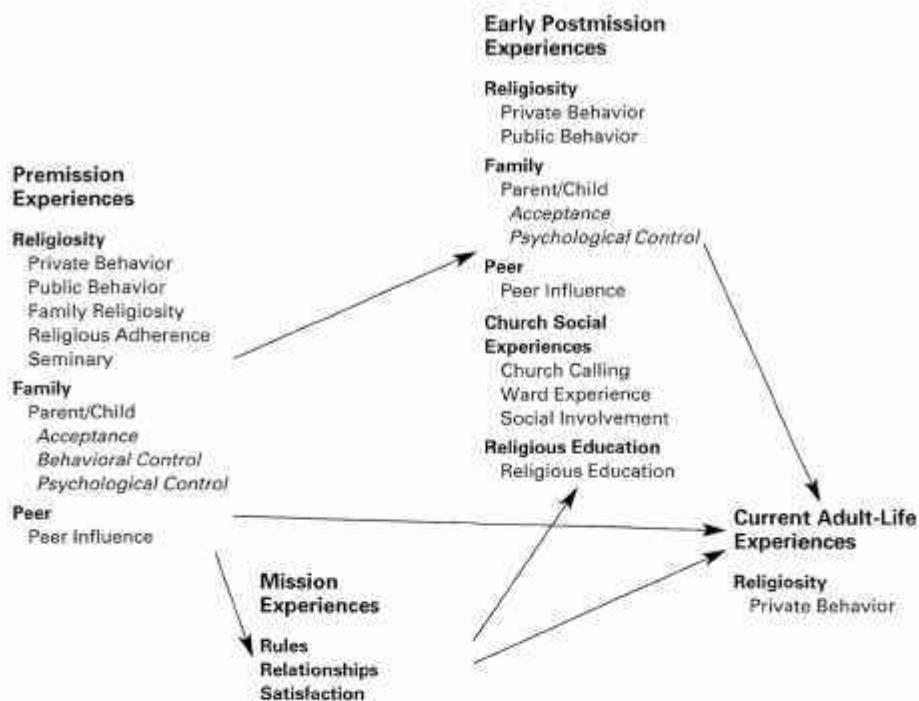 Early Postmission
Experiences
Religiosity
Private Behavior
Public Behavior
Family
Parent/Child
Acceptance
Psychological Control
Peer
Peer Influence
Church Social
Experiences
Church Calling
Ward Experience
Social Involvement
Religious Education
Religious Education
Premission
Experiences
Religiosity
Private Behavior
Public Behavior
Family Religiosity
Religious Adherence
Seminary
Family
Parent/Child
Acceptance
Behavioral Control
Psychological Control
Peer
Peer Influence
Mission
Experiences
Rules
Relationships
Satisfaction
Current Adult-Life
Experiences
Religiosity
Private Behavior